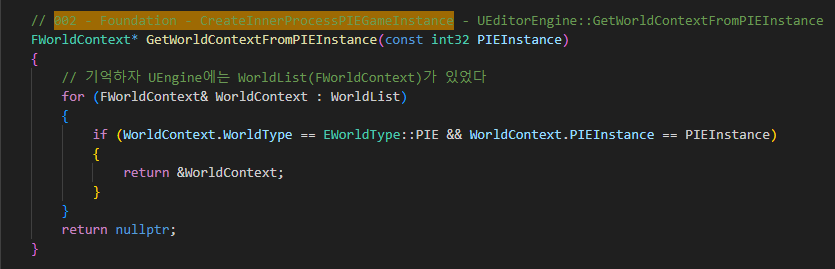 // 002 - Foundation - CreateInnerProcessPIEGameInstance - UEditorEngine::GetWorldContextFromPIEInstance
FWorldContext* GetWorldContextFromPIEInstance(const int32 PIEInstance)
{
// 기억하자 UEngine에는 WorldList(FWorldContext)가 있었다
for (FWorldContext& WorldContext : WorldList)
{
if (WorldContext.WorldType == EWorldType::PIE && WorldContext.PIEInstance == PIEInstance)
{
return &WorldContext;
}
}
return nullptr;
}